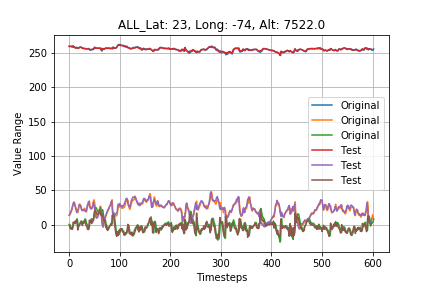 ALL_Lat: 23, Long: -74, Alt: 7522.0
250
200
150
100
50
0
Value Range
Original
Original
Original
Test
Test
Test
0 100 200 300 400 500 600
Timesteps